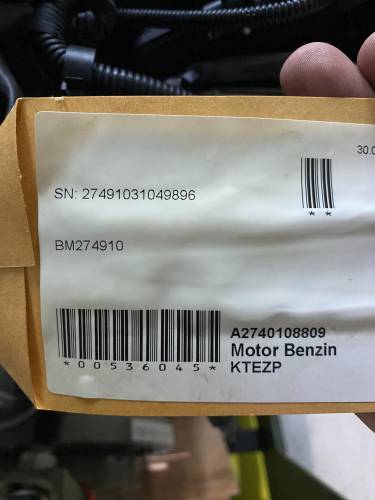 30.0
SN: 27491031049896
* *
BM274910
*00536045*
A2740108809
Motor Benzin
KTEZP